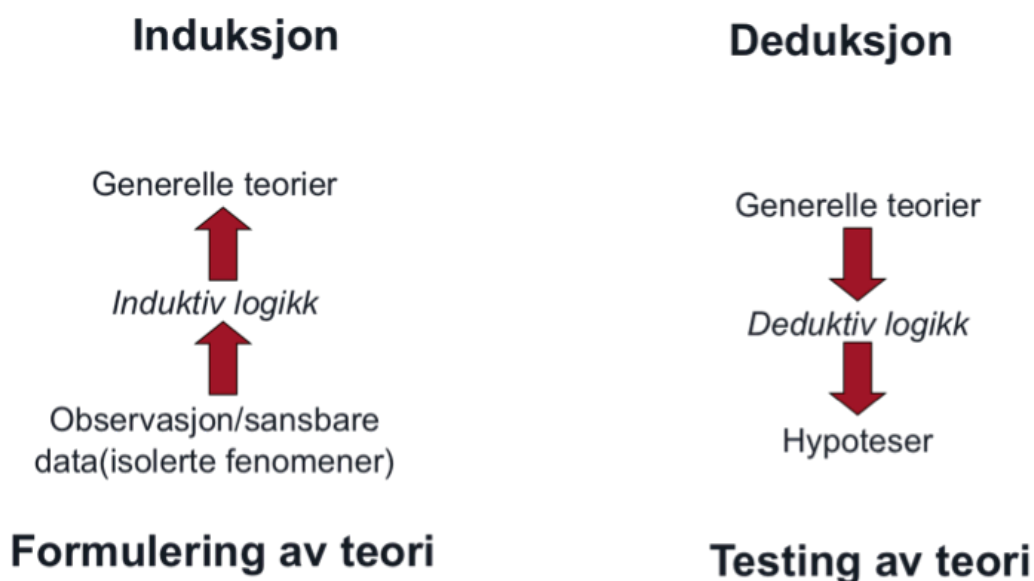 Induksjon
Generelle teorier
Induktiv logikk
Observasjon/sansbare
data(isolerte fenomener)
Formulering av teori
Deduksjon
Generelle teorier
Deduktiv logikk
Hypoteser
Testing av teori